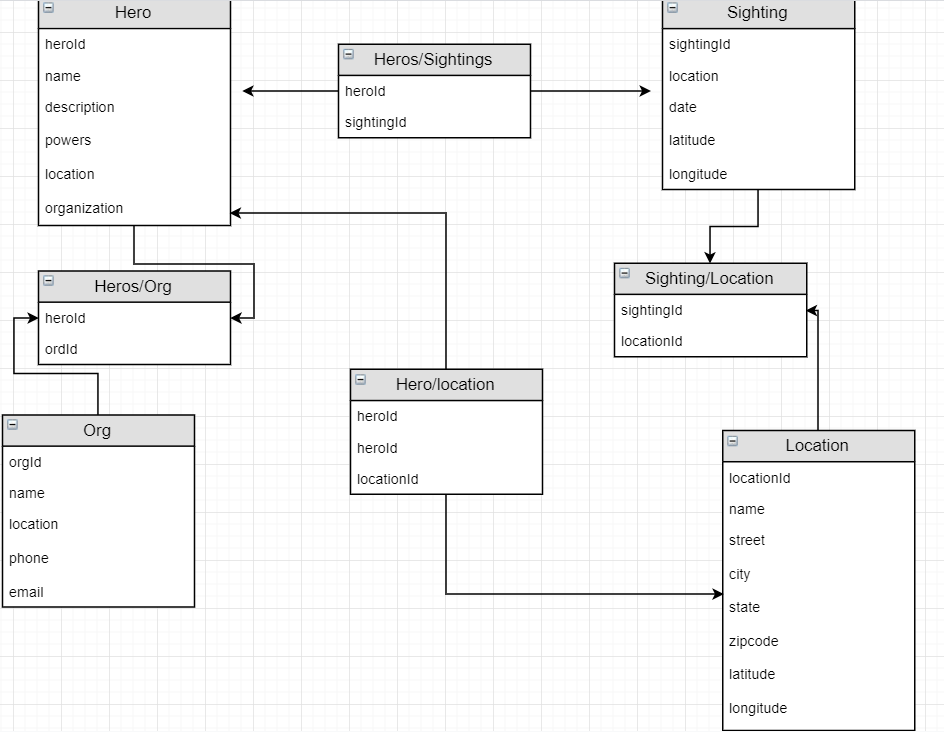 Hero
heroId
name
description
powers
location
organization
Heros/Sightings
heroId
sightingId
Sighting
sightingId
location
date
latitude
longitude
Heros/Org
heroId
ordId
Sighting/Location
sightingId
locationId
Org
orgId
name
location
phone
email
Hero/location
heroId
heroId
locationId
Location
locationId
name
street
city
state
zipcode
latitude
longitude